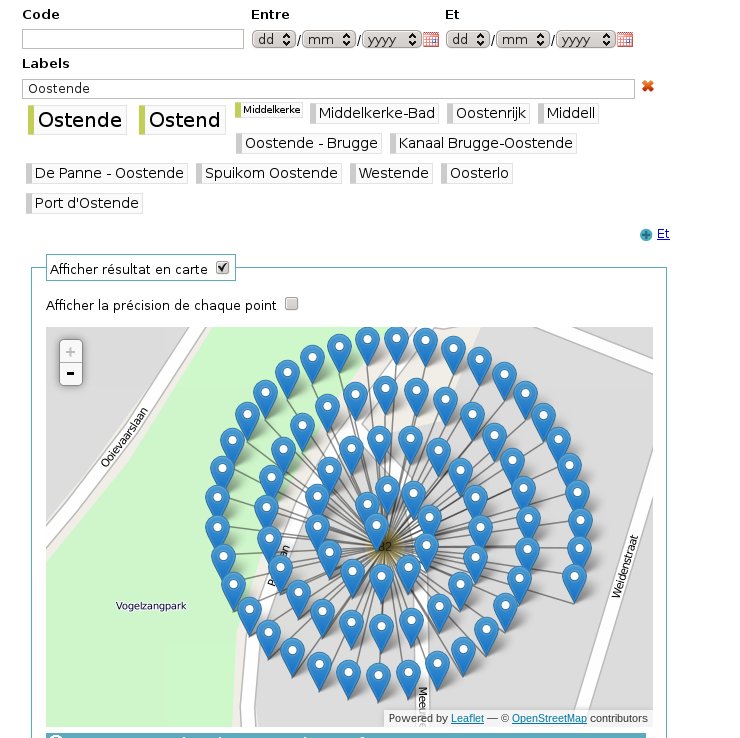 Code Entre Et
dd / mm / yyyy dd / mm / yyyy
Labels
Oostende
Ostende Ostend Middelkerke Middelkerke-Bad Oostenrijk Middell
Oostende - Brugge Kanaal Brugge-Oostende
De Panne - Oostende Spuikom Oostende Westende Oosterlo
Port d'Ostende
Et
Afficher résultat en carte
Afficher la précision de chaque point
+
-
Ooievaarslaan
Weidenstraat
Vogelzangpark
Powered by Leaflet — © OpenStreetMap contributors